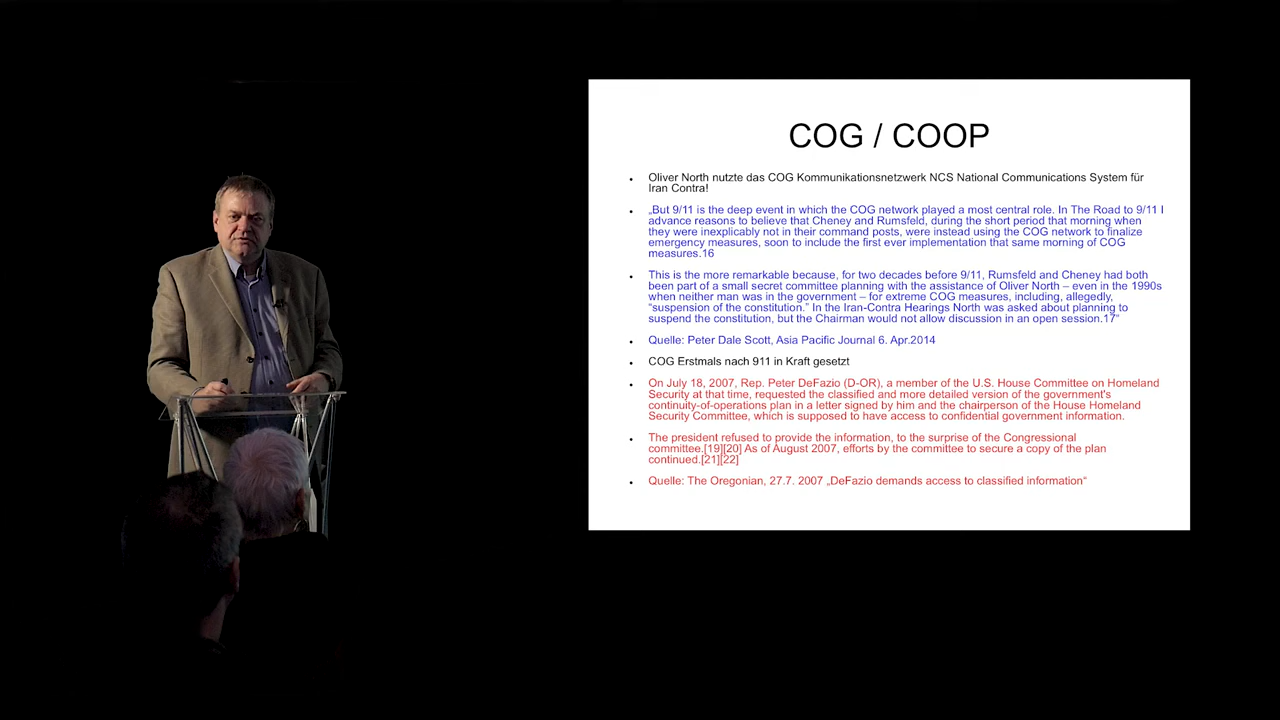 COG / COOP
Oliver North nutzte das COG Kommunikationsnetzwerk NCS National Communications System für
Iran Contra!
„But 9/11 is the deep event in which the COG network played a most central role. In The Road to 9/11 I
advance reasons to believe that Cheney and Rumsfeld, during the short period that morning when
they were inexplicably not in their command posts, were instead using the COG network to finalize
emergency measures, soon to include the first ever implementation that same morning of COG
measures.16
This is the more remarkable because, for two decades before 9/11, Rumsfeld and Cheney had both
been part of a small secret committee planning with the assistance of Oliver North – even in the 1990s
when neither man was in the government – for extreme COG measures, including, allegedly,
“suspension of the constitution.” In the Iran-Contra Hearings North was asked about planning to
suspend the constitution, but the Chairman would not allow discussion in an open session.17“
Quelle: Peter Dale Scott, Asia Pacific Journal 6. Apr.2014
COG Erstmals nach 911 in Kraft gesetzt
On July 18, 2007, Rep. Peter DeFazio (D-OR), a member of the U.S. House Committee on Homeland
Security at that time, requested the classified and more detailed version of the government's
continuity-of-operations plan in a letter signed by him and the chairperson of the House Homeland
Security Committee, which is supposed to have access to confidential government information.
The president refused to provide the information, to the surprise of the Congressional
committee.[19][20] As of August 2007, efforts by the committee to secure a copy of the plan
continued.[21][22]
Quelle: The Oregonian, 27.7. 2007 „DeFazio demands access to classified information“